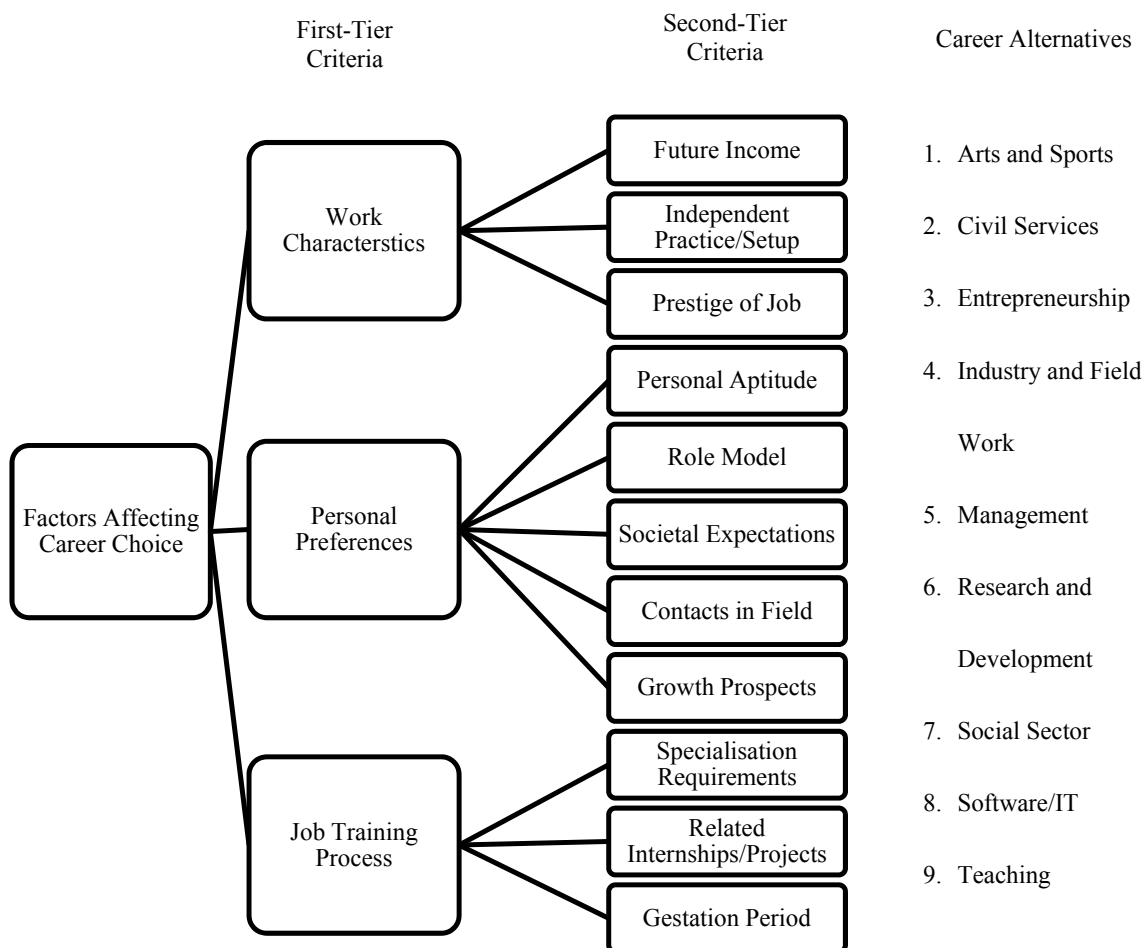 First-Tier
Criteria
Second-Tier
Criteria
Career Alternatives
Factors Affecting
Career Choice
Work
Characterstics
Personal
Preferences
Job Training
Process
Future Income
Independent
Practice/Setup
Prestige of Job
Personal Aptitude
Role Model
Societal Expectations
Contacts in Field
Growth Prospects
Specialisation
Requirements
Related
Internships/Projects
Gestation Period
1. Arts and Sports
2. Civil Services
3. Entrepreneurship
4. Industry and Field
Work
5. Management
6. Research and
Development
7. Social Sector
8. Software/IT
9. Teaching